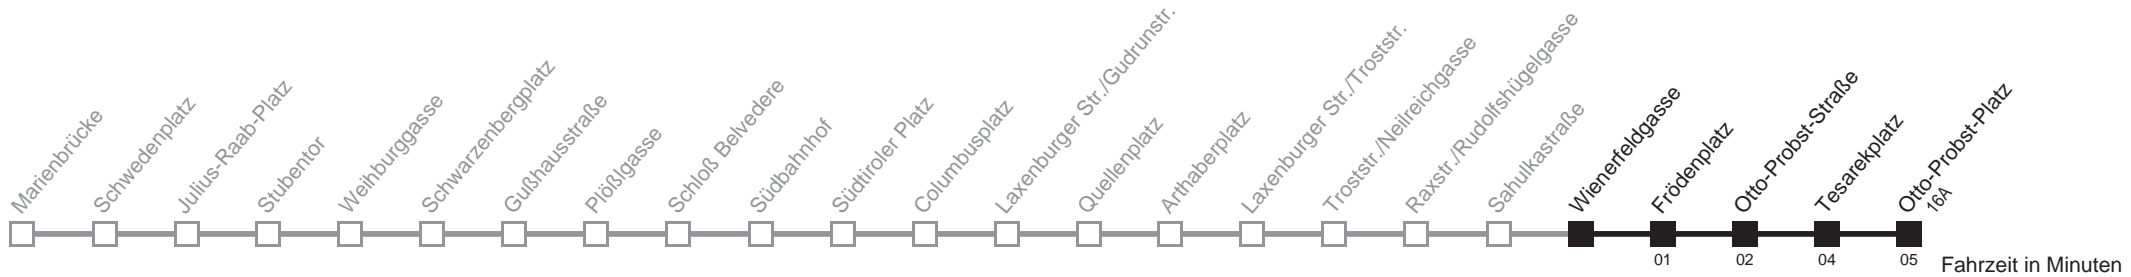 Marienbrücke
Schwedenplatz
Julius-Raab-Platz
Stubentor
Weihburggasse
Schwarzenbergplatz
Gußhausstraße
Plößlgasse
Schloß Belvedere
Südbahnhof
Südtiroler Platz
Columbusplatz
Laxenburger Str./Gudrunstr.
Quellenplatz
Arthaberplatz
Laxenburger Str./Troststr.
Troststr./Neilreichgasse
Raxstr./Rudolfshügelgasse
Sahulkastraße
Wienerfeldgasse
Frödenplatz
Otto-Probst-Straße
Tesarekplatz
Otto-Probst-Platz
16A
01 02 04 05 Fahrzeit in Minuten